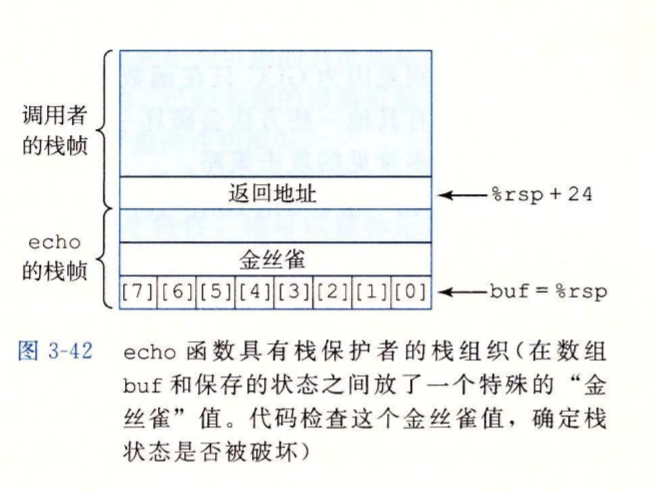 调用者
的栈帧
返回地址
%rsp + 24
echo
的栈帧
金丝雀
[7] [6] [5] [4] [3] [2] [1] [0]
buf = %rsp
图 3-42 echo 函数具有栈保护者的栈组织(在数组
buf 和保存的状态之间放了一个特殊的“金
丝雀”值。代码检查这个金丝雀值，确定栈
状态是否被破坏)